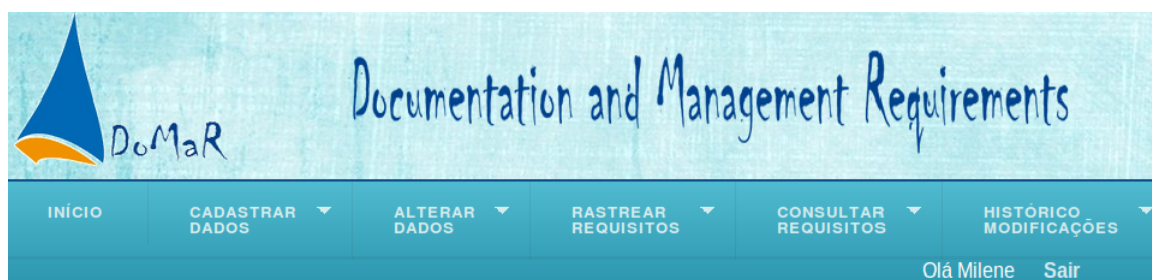 Documentation and Management Requirements
DoMaR
INÍCIO
CADASTRAR
DADOS
ALTERAR
DADOS
RASTREAR
REQUISITOS
CONSULTAR
REQUISITOS
HISTÓRICO
MODIFICAÇÕES
Olá Milene Sair